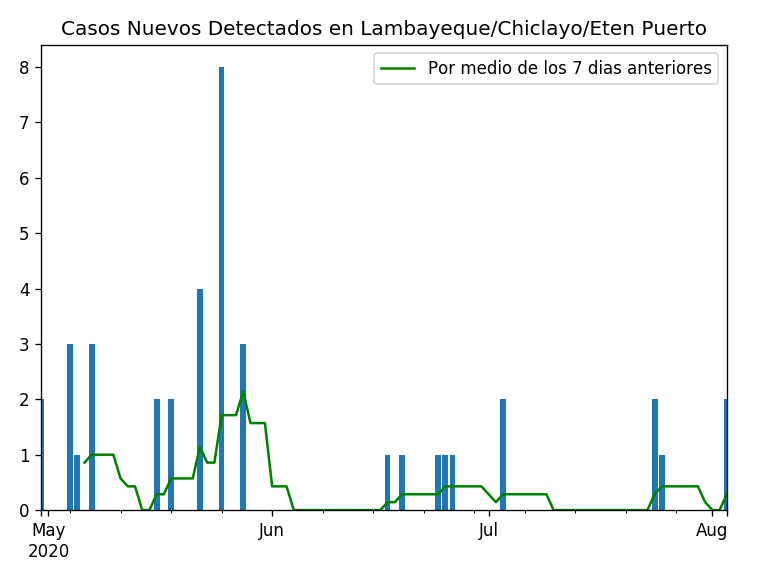 Casos Nuevos Detectados en Lambayeque/Chiclayo/Eten Puerto
Por medio de los 7 dias anteriores
8
7
6
5
4
3
2
1
0
May
2020
Jun
Jul
Aug